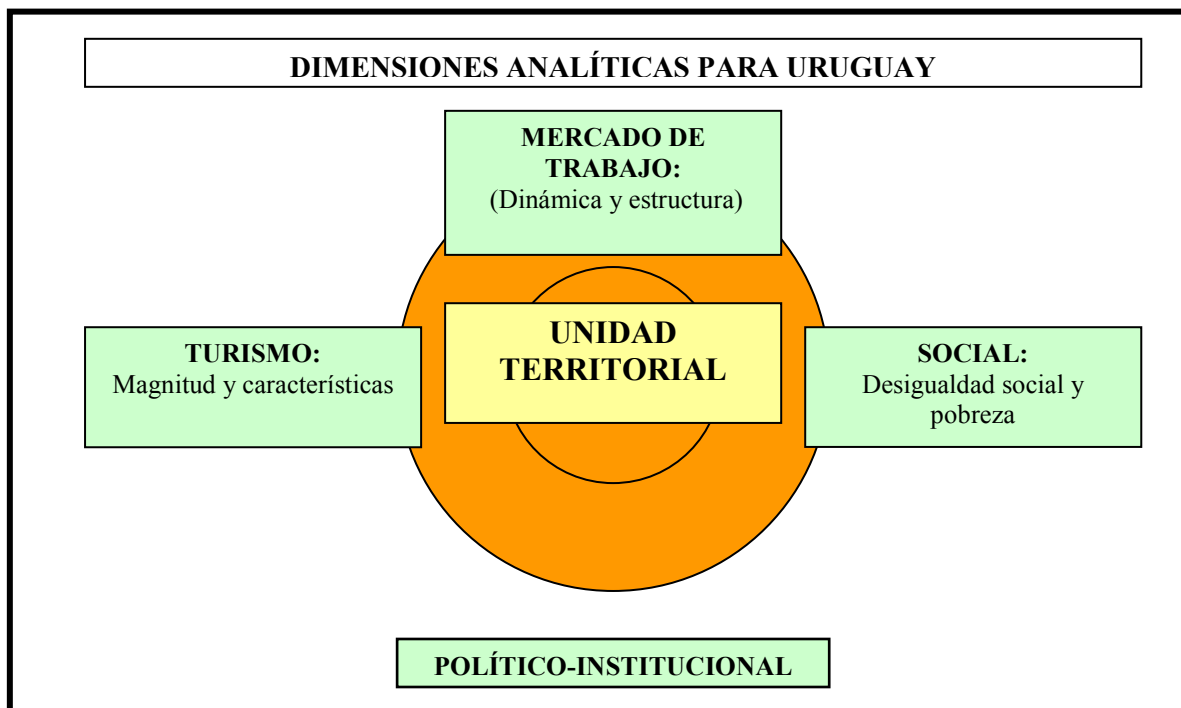 DIMENSIONES ANALÍTICAS PARA URUGUAY
MERCADO DE
TRABAJO:
(Dinámica y estructura)
UNIDAD
TERRITORIAL
TURISMO:
Magnitud y características
SOCIAL:
Desigualdad social y
pobreza
POLÍTICO-INSTITUCIONAL